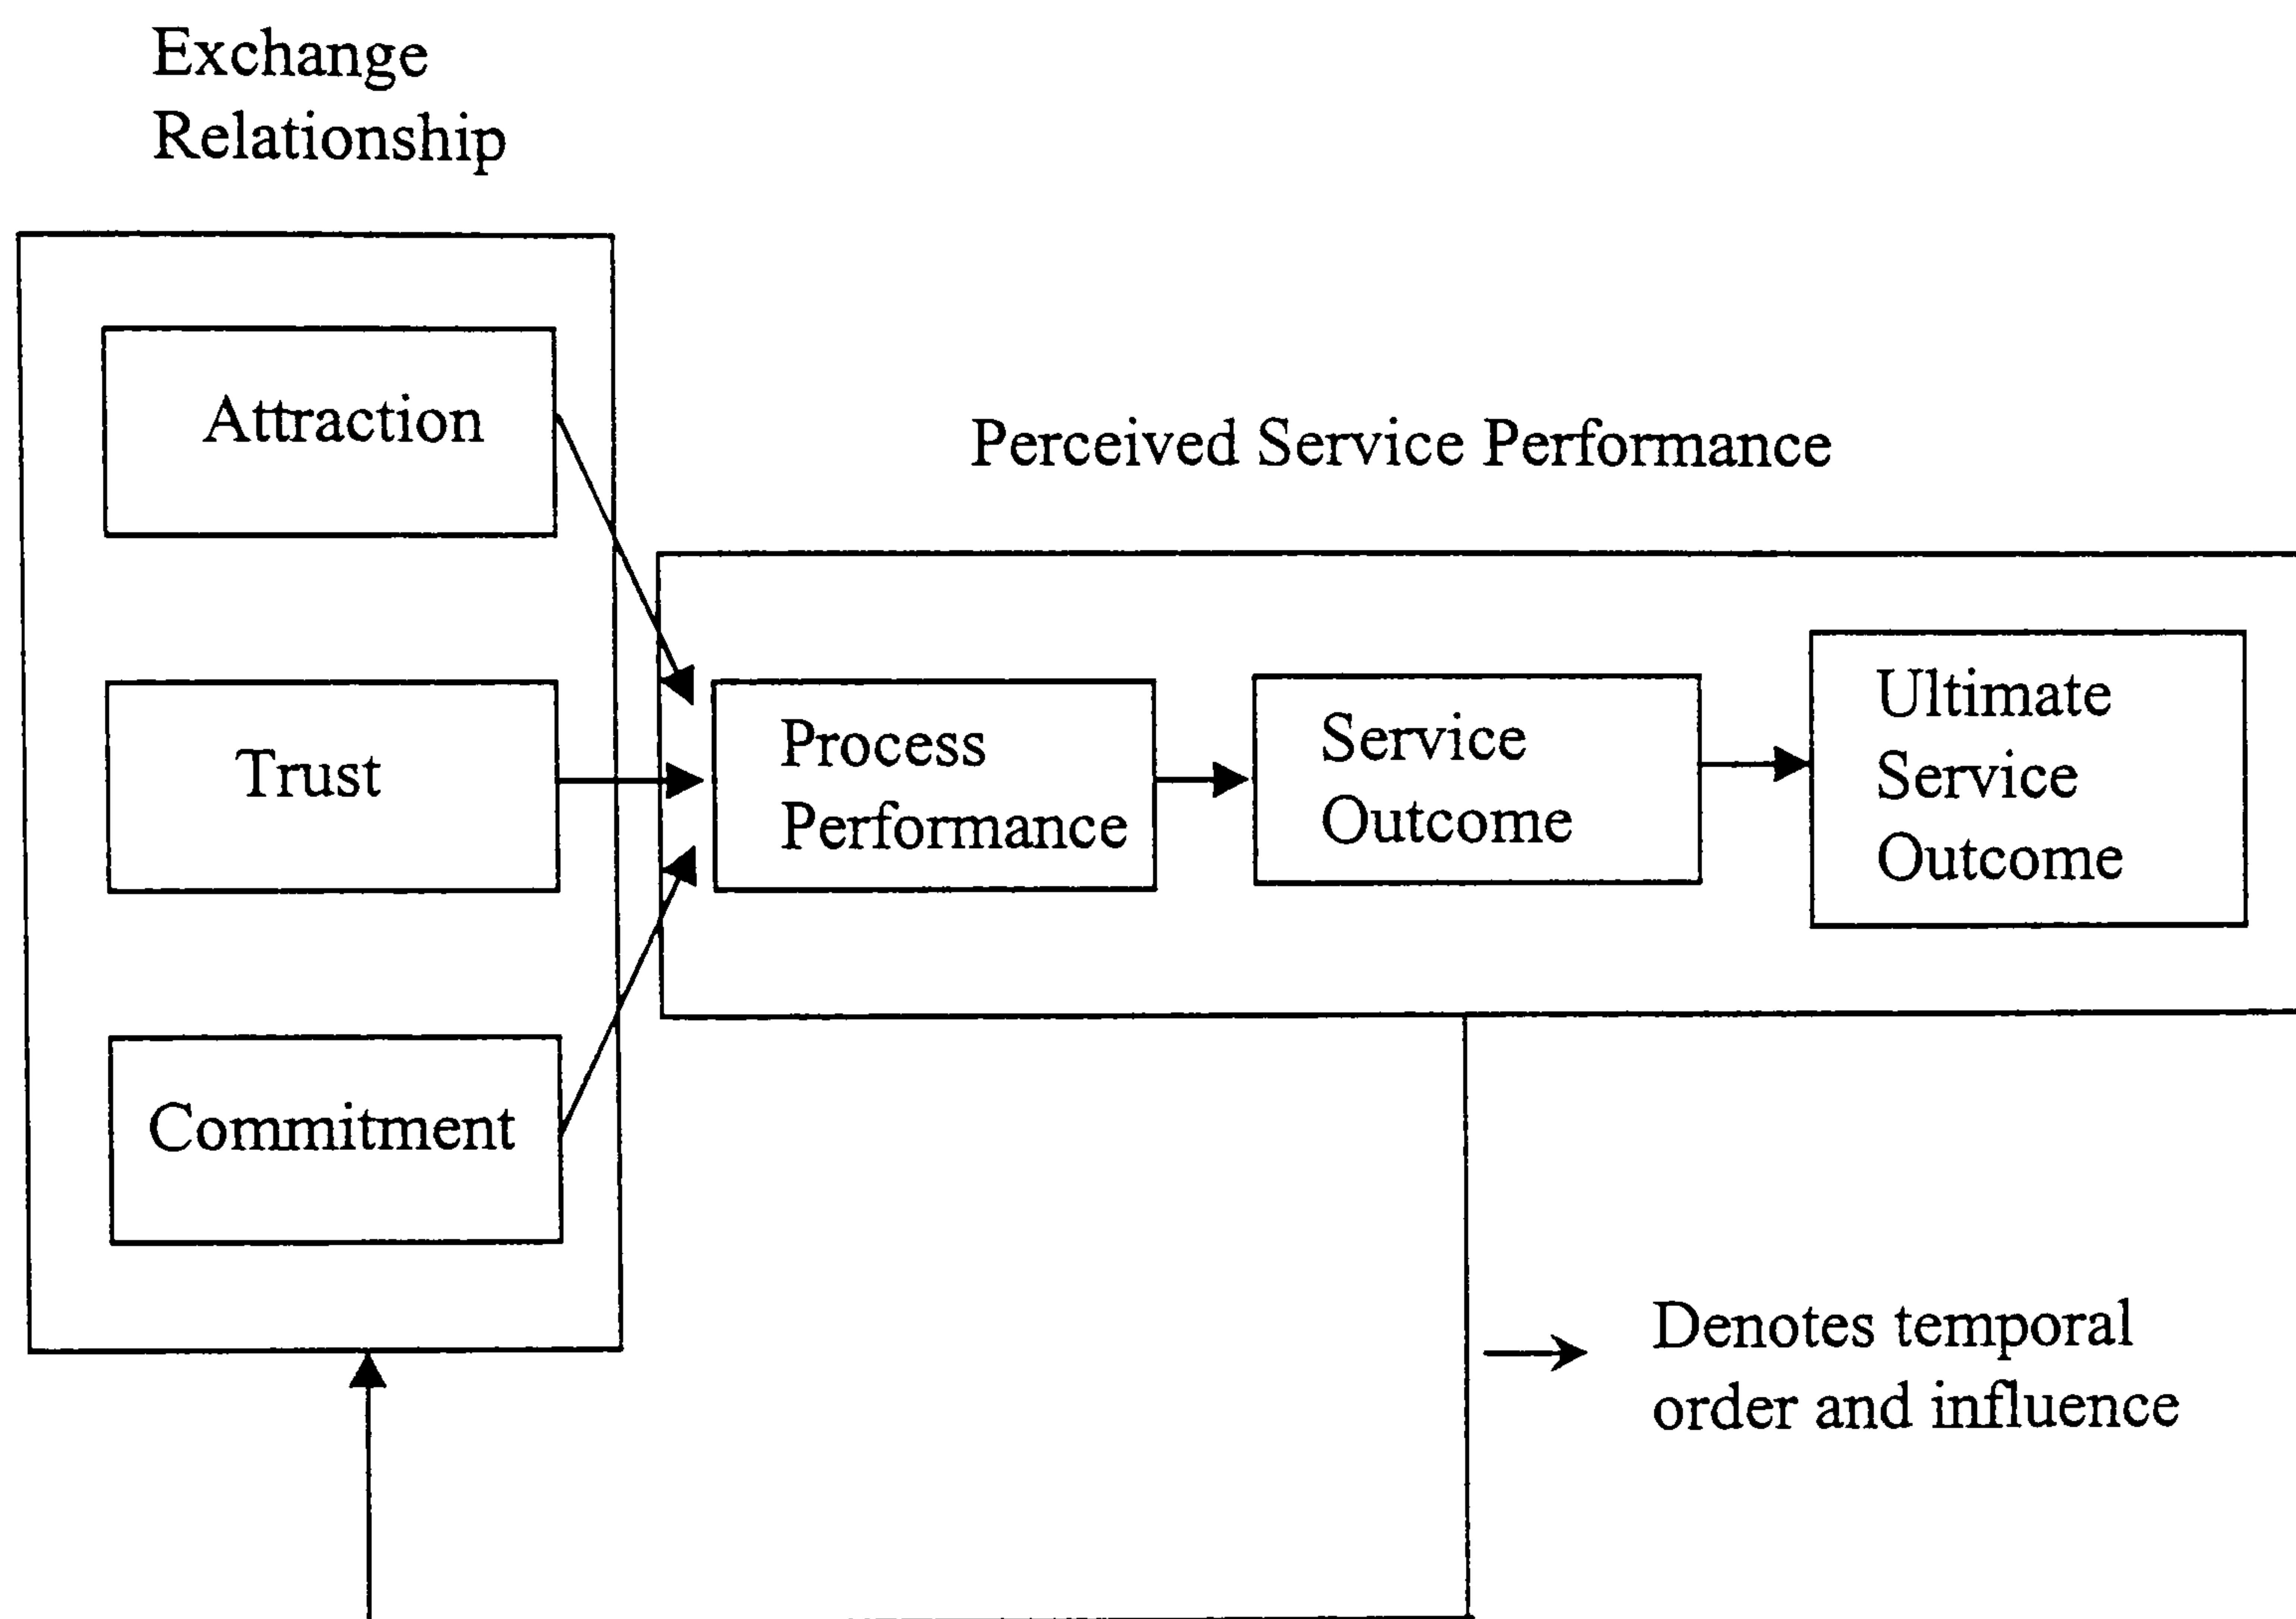 Exchange
Relationship
Attraction
Perceived Service Performance
Trust
Process
Performance
Service
Outcome
Ultimate
Service
Outcome
Commitment
Denotes temporal
order and influence